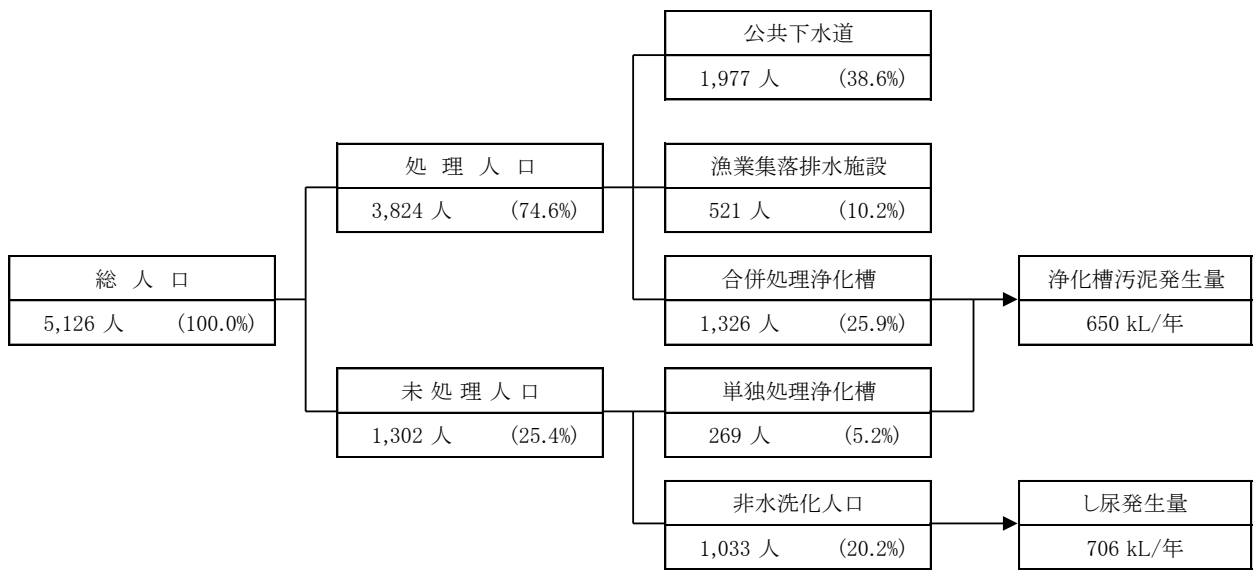 公共下水道
1,977 人 (38.6%)
処 理 人 口
3,824 人 (74.6%)
漁業集落排水施設
521 人 (10.2%)
総 人 口
5,126 人 (100.0%)
合併処理浄化槽
1,326 人 (25.9%)
浄化槽汚泥発生量
650 kL/年
未 処 理 人 口
1,302 人 (25.4%)
単独処理浄化槽
269 人 (5.2%)
非水洗化人口
1,033 人 (20.2%)
し尿発生量
706 kL/年